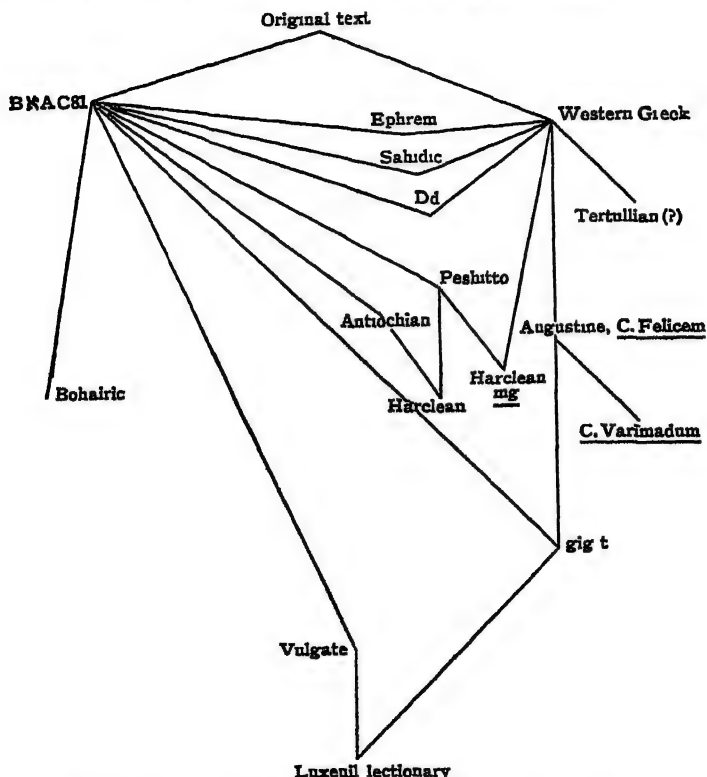 Original text
BאAC81
Western Greek
Ephrem
Sahidic
Dd
Tertullian (?)
Peshitto
Antiochian
Augustine, C. Felicem
Harclean
mg
Bohairic
Harclean
C. Varimadum
gig t
Vulgate
Luxeuil lectionary